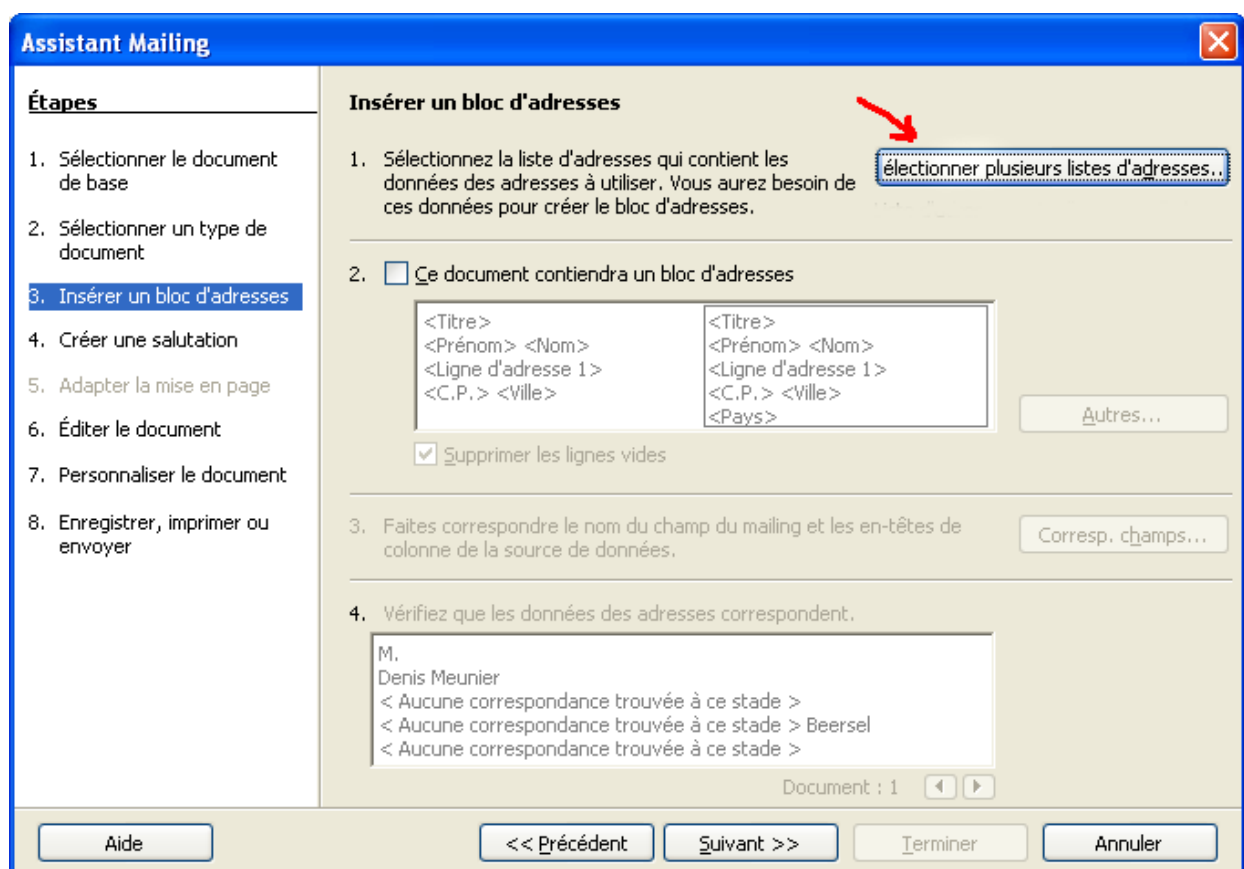 Assistant Mailing
Étapes
1. Sélectionner le document
de base
2. Sélectionner un type de
document
3. Insérer un bloc d'adresses
4. Créer une salutation
5. Adapter la mise en page
6. Éditer le document
7. Personnaliser le document
8. Enregistrer, imprimer ou
envoyer
Insérer un bloc d'adresses
1. Sélectionnez la liste d'adresses qui contient les
données des adresses à utiliser. Vous aurez besoin de
ces données pour créer le bloc d'adresses.
électionner plusieurs listes d'adresses..
2. Ce document contiendra un bloc d'adresses
<Titre>
<Prénom> <Nom>
<Ligne d'adresse 1>
<C.P.> <Ville>
<Titre>
<Prénom> <Nom>
<Ligne d'adresse 1>
<C.P.> <Ville>
<Pays>
Autres...
Supprimer les lignes vides
3. Faites correspondre le nom du champ du mailing et les en-têtes de
colonne de la source de données.
Corresp. champs...
4. Vérifiez que les données des adresses correspondent.
M.
Denis Meunier
< Aucune correspondance trouvée à ce stade >
< Aucune correspondance trouvée à ce stade > Beersel
< Aucune correspondance trouvée à ce stade >
Document : 1
Aide
<< Précédent
Suivant >>
Terminer
Annuler